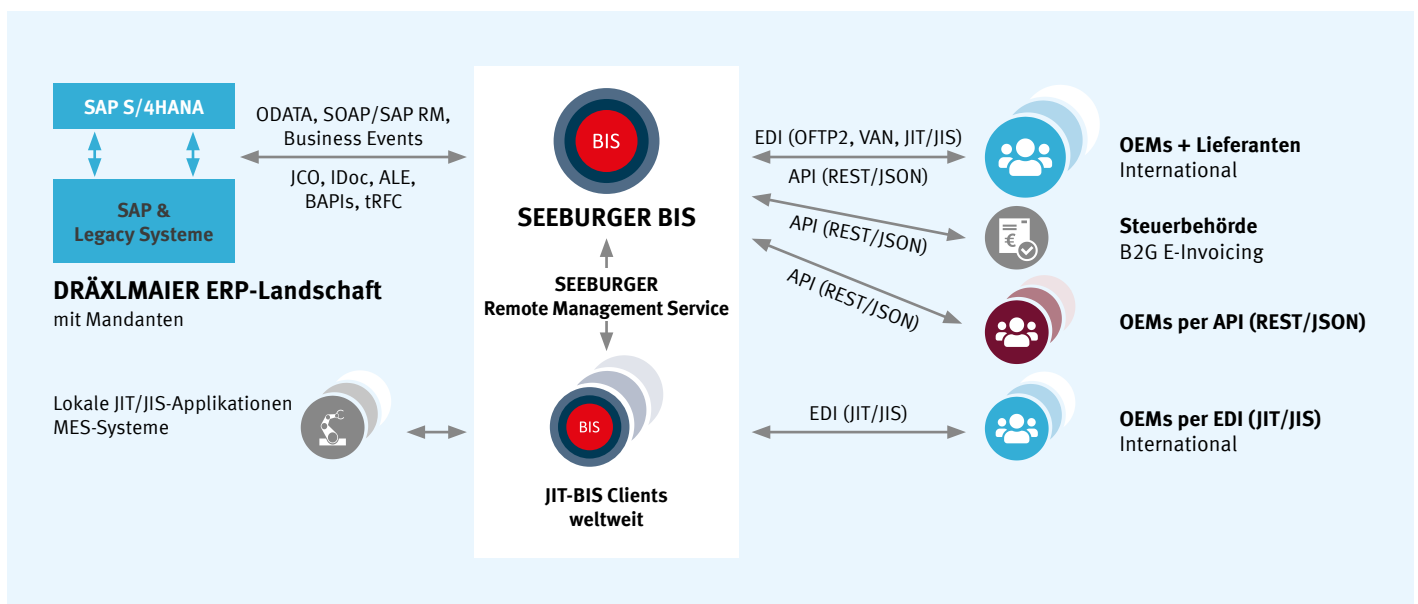 SAP S/4HANA
SAP &
Legacy Systeme
DRÄXLMAIER ERP-Landschaft
mit Mandanten
ODATA, SOAP/SAP RM,
Business Events
JCO, IDoc, ALE,
BAPIs, tRFC
Lokale JIT/JIS-Applikationen
MES-Systeme
BIS
SEEBURGER BIS
SEEBURGER
Remote Management Service
BIS
JIT-BIS Clients
weltweit
EDI (OFTP2, VAN, JIT/JIS)
API (REST/JSON)
API (REST/JSON)
API (REST/JSON)
EDI (JIT/JIS)
OEMs + Lieferanten
International
€
Steuerbehörde
B2G E-Invoicing
OEMs per API (REST/JSON)
OEMs per EDI (JIT/JIS)
International